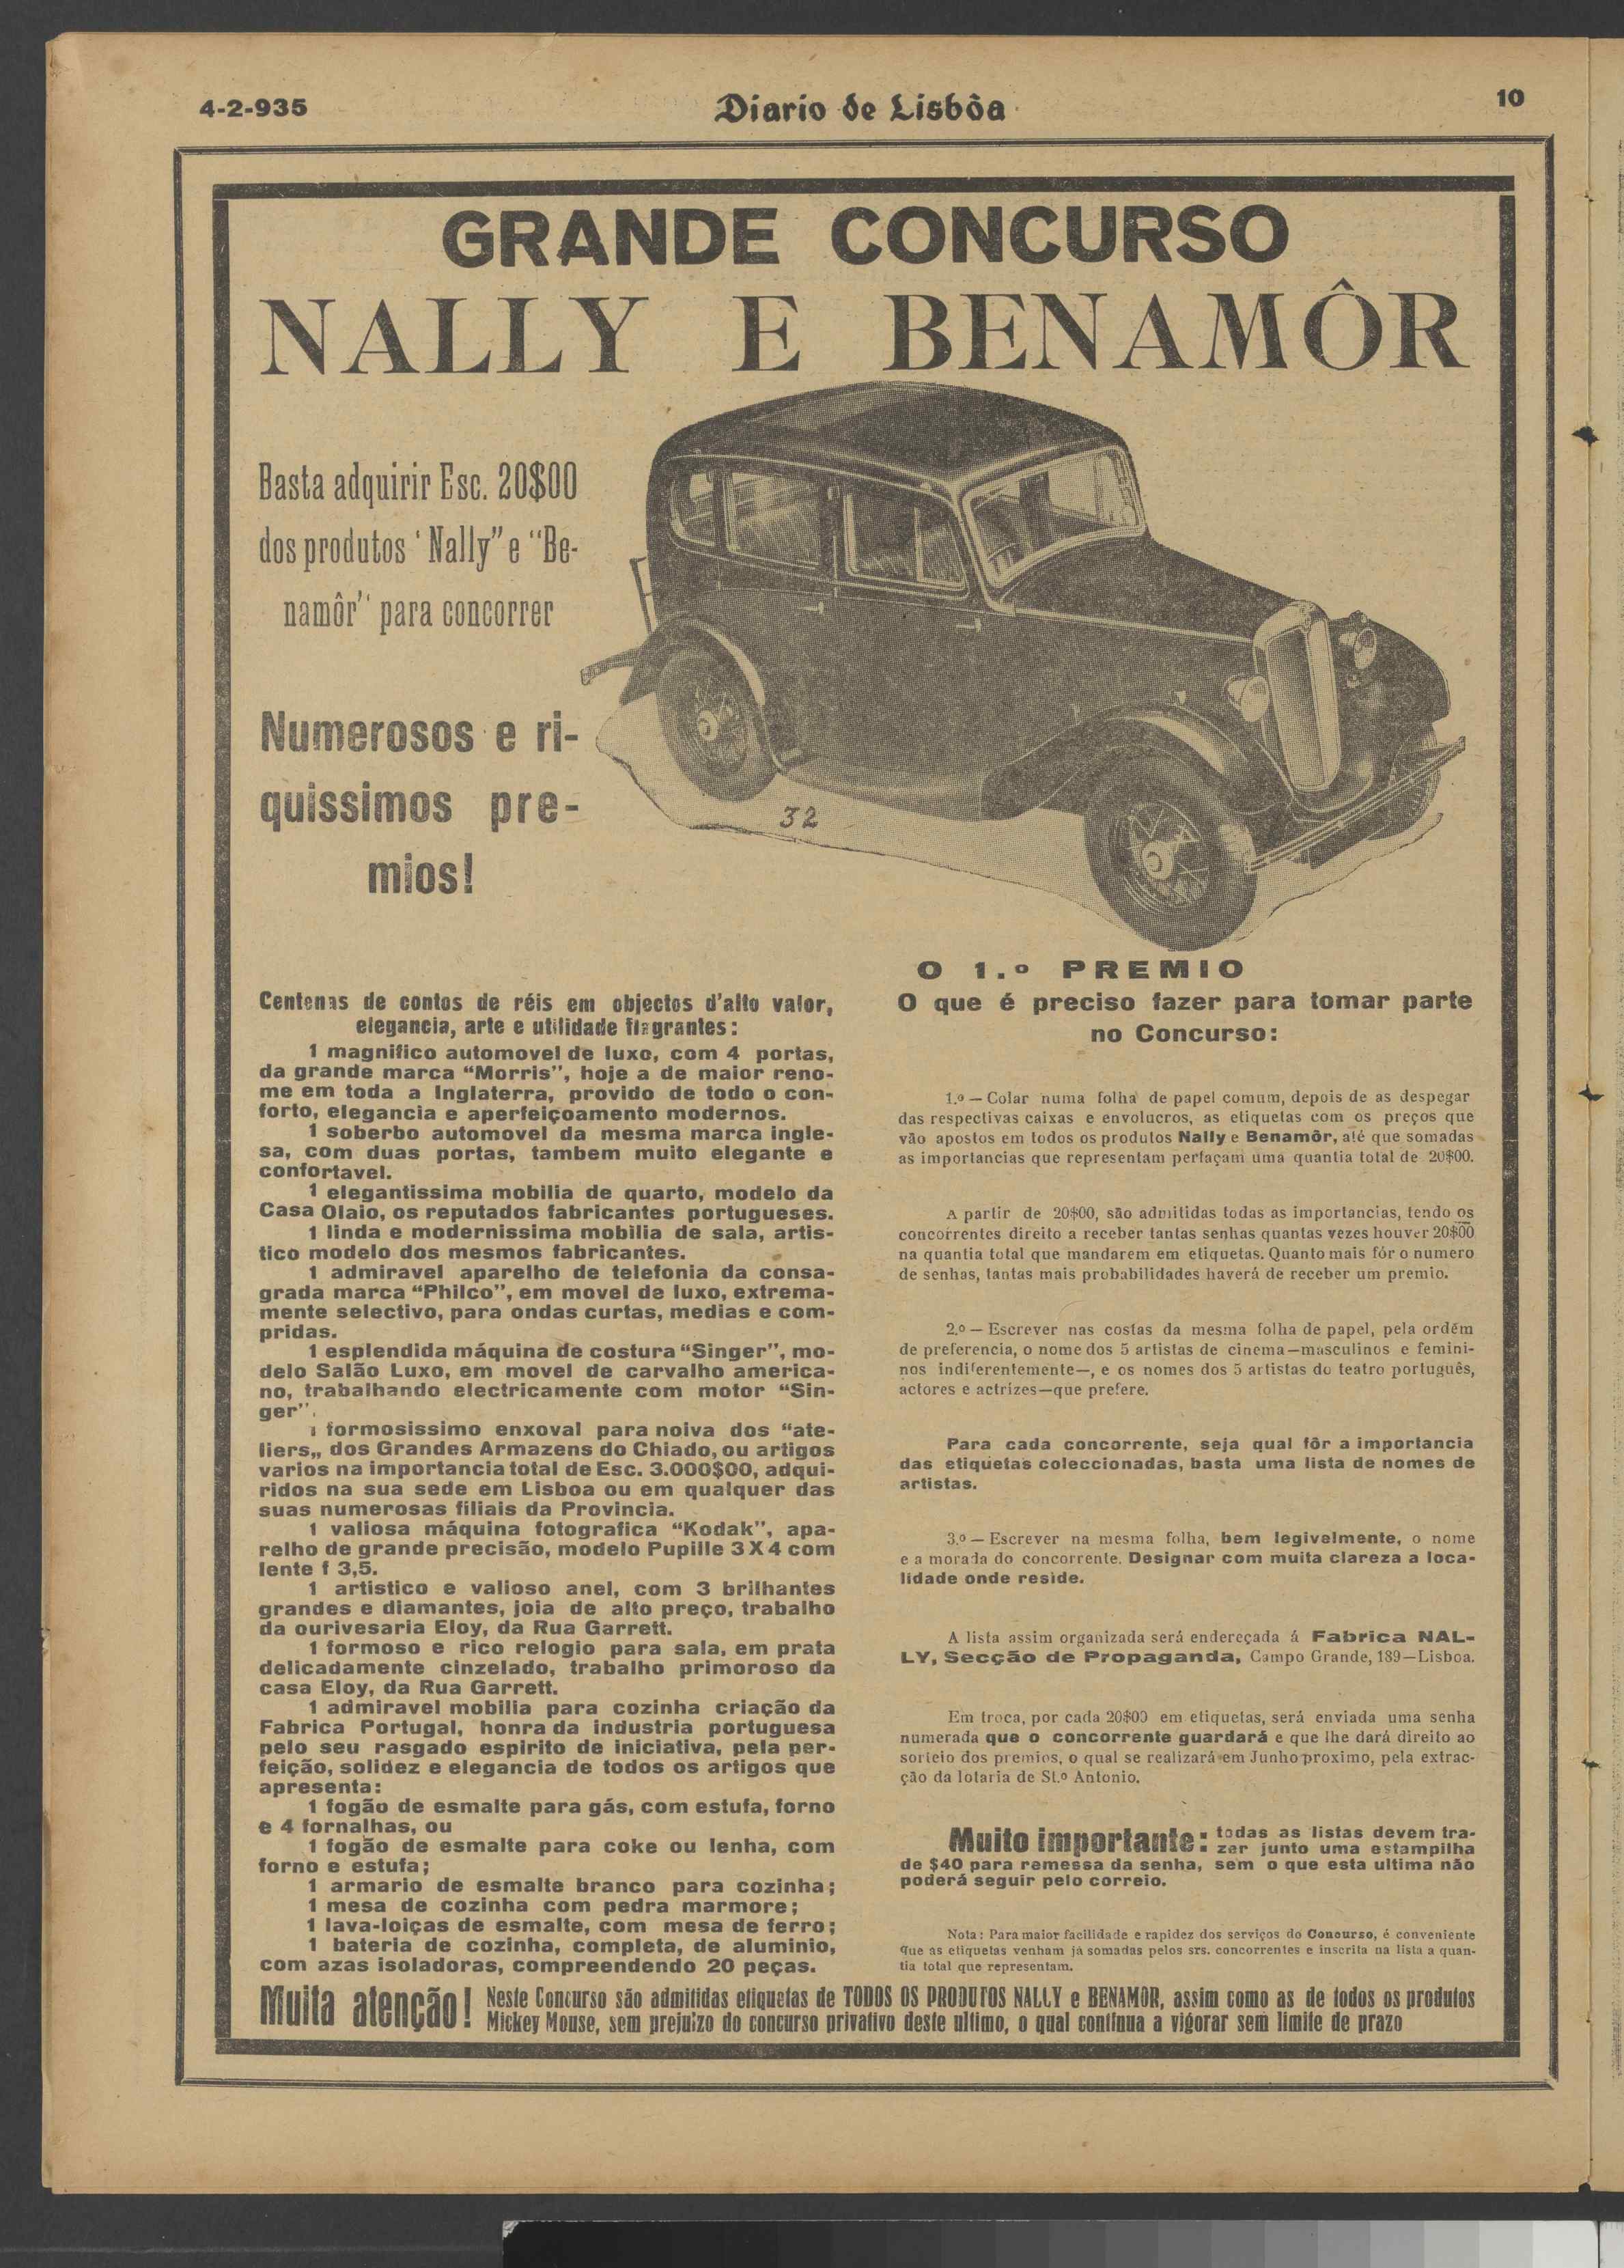 4-2-935
Diario de Lisbôa
10
GRANDE CONCURSO
NALLY E BENAMÔR
Basta adquirir Esc. 20$00
dos produtos 'Nally" e "Be-
namôr" para concorrer
Numerosos e ri-
quissimos pre-
mios!
32
Centenas de contos de réis em objectos d'alto valor,
elegancia, arte e utilidade flagrantes:
1 magnifico automovel de luxo, com 4 portas,
da grande marca "Morris", hoje a de maior reno-
me em toda a Inglaterra, provido de todo o con-
forto, elegancia e aperfeiçoamento modernos.
1 soberbo automovel da mesma marca ingle-
sa, com duas portas, tambem muito elegante e
confortavel.
1 elegantissima mobilia de quarto, modelo da
Casa Olaio, os reputados fabricantes portugueses.
1 linda e modernissima mobilia de sala, artis-
tico modelo dos mesmos fabricantes.
1 admiravel aparelho de telefonia da consa-
grada marca "Philco", em movel de luxo, extrema-
mente selectivo, para ondas curtas, medias e com-
pridas.
1 esplendida máquina de costura "Singer", mo-
delo Salão Luxo, em movel de carvalho america-
no, trabalhando electricamente com motor "Sin-
ger".
1 formosissimo enxoval para noiva dos "ate-
liers„ dos Grandes Armazens do Chiado, ou artigos
varios na importancia total de Esc. 3.000$00, adqui-
ridos na sua sede em Lisboa ou em qualquer das
suas numerosas filiais da Provincia.
1 valiosa máquina fotografica "Kodak", apa-
relho de grande precisão, modelo Pupille 3 X 4 com
lente f 3,5.
1 artistico e valioso anel, com 3 brilhantes
grandes e diamantes, joia de alto preço, trabalho
da ourivesaria Eloy, da Rua Garrett.
1 formoso e rico relogio para sala, em prata
delicadamente cinzelado, trabalho primoroso da
casa Eloy, da Rua Garrett.
1 admiravel mobilia para cozinha criação da
Fabrica Portugal, honra da industria portuguesa
pelo seu rasgado espirito de iniciativa, pela per-
feição, solidez e elegancia de todos os artigos que
apresenta:
1 fogão de esmalte para gás, com estufa, forno
e 4 fornalhas, ou
1 fogão de esmalte para coke ou lenha, com
forno e estufa;
1 armario de esmalte branco para cozinha;
1 mesa de cozinha com pedra marmore;
1 lava-loiças de esmalte, com mesa de ferro;
1 bateria de cozinha, completa, de aluminio,
com azas isoladoras, compreendendo 20 peças.
O 1.º PREMIO
O que é preciso fazer para tomar parte
no Concurso:
1.º — Colar numa folha de papel comum, depois de as despegar
das respectivas caixas e envolucros, as etiquetas com os preços que
vão apostos em todos os produtos Nally e Benamôr, até que somadas
as importancias que representam perfaçam uma quantia total de 20$00.
A partir de 20$00, são admitidas todas as importancias, tendo os
concorrentes direito a receber tantas senhas quantas vezes houver 20$00
na quantia total que mandarem em etiquetas. Quanto mais fôr o numero
de senhas, tantas mais probabilidades haverá de receber um premio.
2.º — Escrever nas costas da mesma folha de papel, pela ordem
de preferencia, o nome dos 5 artistas de cinema—masculinos e femini-
nos indiferentemente—, e os nomes dos 5 artistas do teatro português,
actores e actrizes—que prefere.
Para cada concorrente, seja qual fôr a importancia
das etiquetas coleccionadas, basta uma lista de nomes de
artistas.
3.º — Escrever na mesma folha, bem legivelmente, o nome
e a morada do concorrente. Designar com muita clareza a loca-
lidade onde reside.
A lista assim organizada será endereçada á Fabrica NAL-
LY, Secção de Propaganda, Campo Grande, 189—Lisboa.
Em troca, por cada 20$00 em etiquetas, será enviada uma senha
numerada que o concorrente guardará e que lhe dará direito ao
sorteio dos premios, o qual se realizará em Junho proximo, pela extrac-
ção da lotaria de St.º Antonio.
Muito importante: todas as listas devem tra-
zer junto uma estampilha
de $40 para remessa da senha, sem o que esta ultima não
poderá seguir pelo correio.
Nota: Para maior facilidade e rapidez dos serviços do Concurso, é conveniente
que as etiquetas venham já somadas pelos srs. concorrentes e inscrita na lista a quan-
tia total que representam.
Muita atenção! Neste Concurso são admitidas etiquetas de TODOS OS PRODUTOS NALLY e BENAMOR, assim como as de todos os produtos
Mickey Mouse, sem prejuizo do concurso privativo deste ultimo, o qual continua a vigorar sem limite de prazo